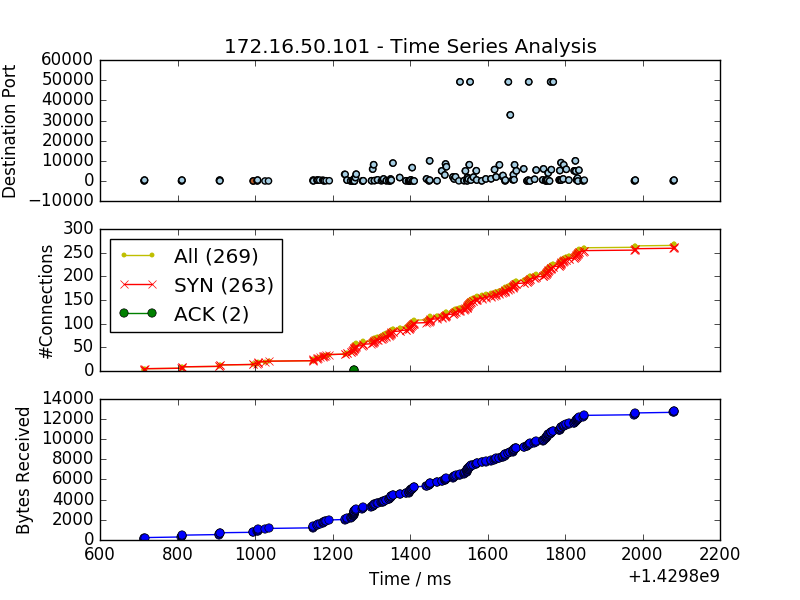 172.16.50.101 - Time Series Analysis
60000
50000
40000
30000
20000
10000
0
−10000
Destination Port
300
250
200
150
100
50
0
#Connections
All (269)
SYN (263)
ACK (2)
14000
12000
10000
8000
6000
4000
2000
0
Bytes Received
600 800 1000 1200 1400 1600 1800 2000 2200
Time / ms
+1.4298e9